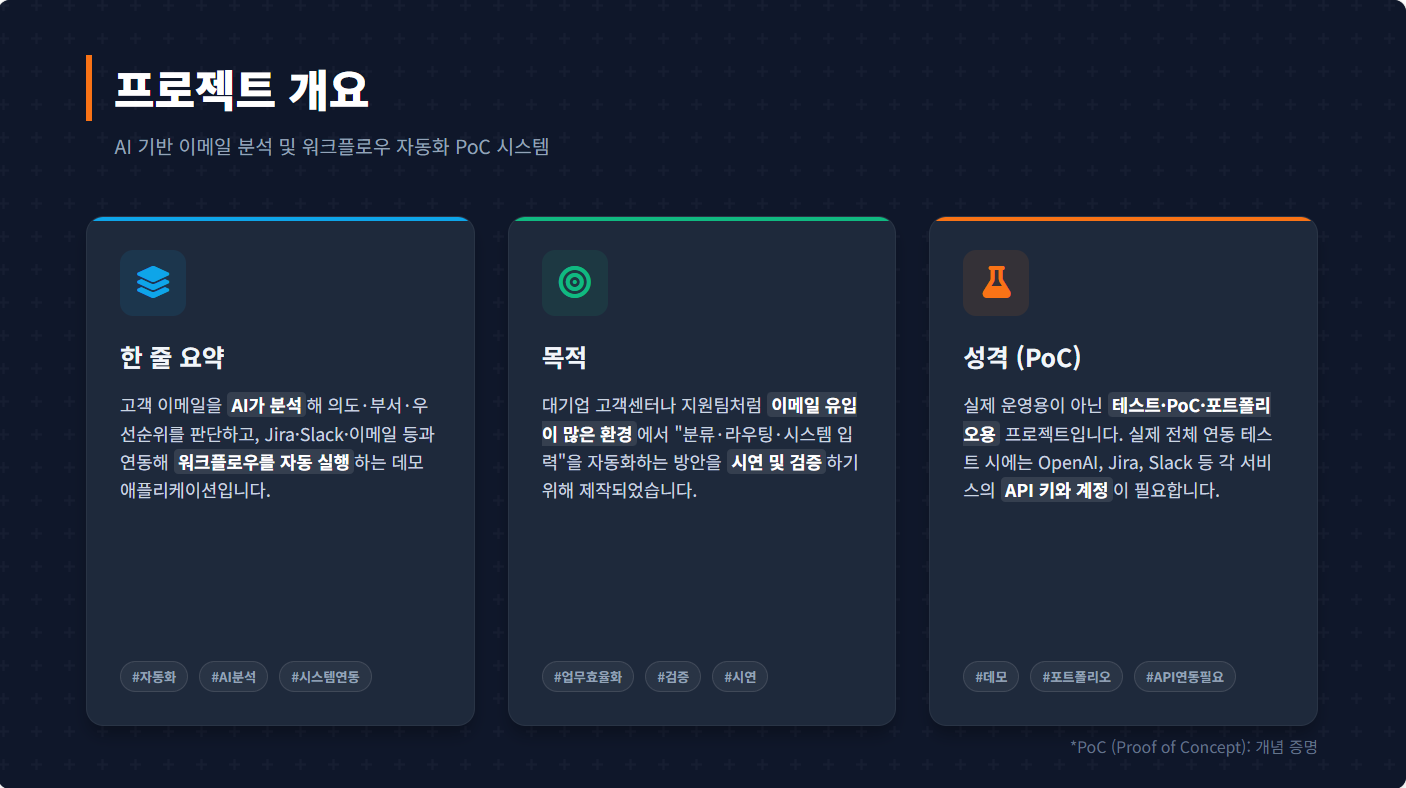 프로젝트 개요
AI 기반 이메일 분석 및 워크플로우 자동화 PoC 시스템
한 줄 요약
고객 이메일을 AI가 분석해 의도·부서·우
선순위를 판단하고, Jira·Slack·이메일 등과
연동해 워크플로우를 자동 실행하는 데모
애플리케이션입니다.
#자동화 #AI분석 #시스템연동
목적
대기업 고객센터나 지원팀처럼 이메일 유입
이 많은 환경에서 "분류·라우팅·시스템 입
력"을 자동화하는 방안을 시연 및 검증하기
위해 제작되었습니다.
#업무효율화 #검증 #시연
성격 (PoC)
실제 운영용이 아닌 테스트·PoC·포트폴리
오용 프로젝트입니다. 실제 전체 연동 테스
트 시에는 OpenAI, Jira, Slack 등 각 서비
스의 API 키와 계정이 필요합니다.
#데모 #포트폴리오 #API연동필요
*PoC (Proof of Concept): 개념 증명